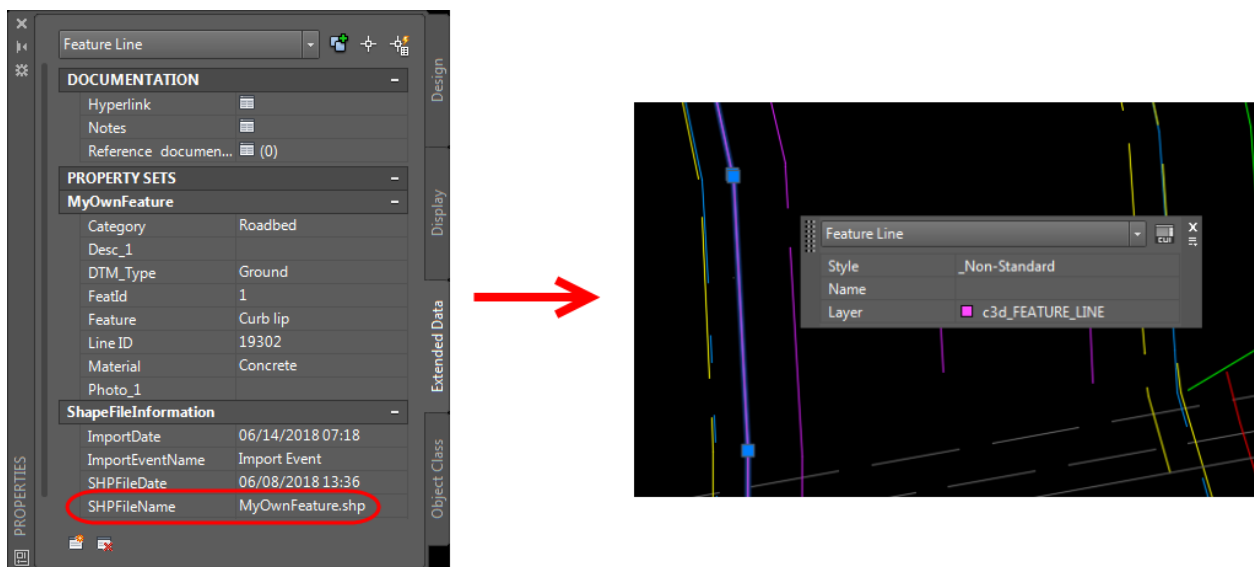 Feature Line
DOCUMENTATION
Hyperlink
Notes
Reference documen... (0)
PROPERTY SETS
MyOwnFeature
Category Roadbed
Desc_1
DTM_Type Ground
FeatId 1
Feature Curb lip
Line ID 19302
Material Concrete
Photo_1
ShapeFileInformation
ImportDate 06/14/2018 07:18
ImportEventName Import Event
SHPFileDate 06/08/2018 13:36
SHPFileName MyOwnFeature.shp
Design
Display
Extended Data
Object Class
PROPERTIES
Feature Line
CUI
Style _Non-Standard
Name
Layer c3d_FEATURE_LINE